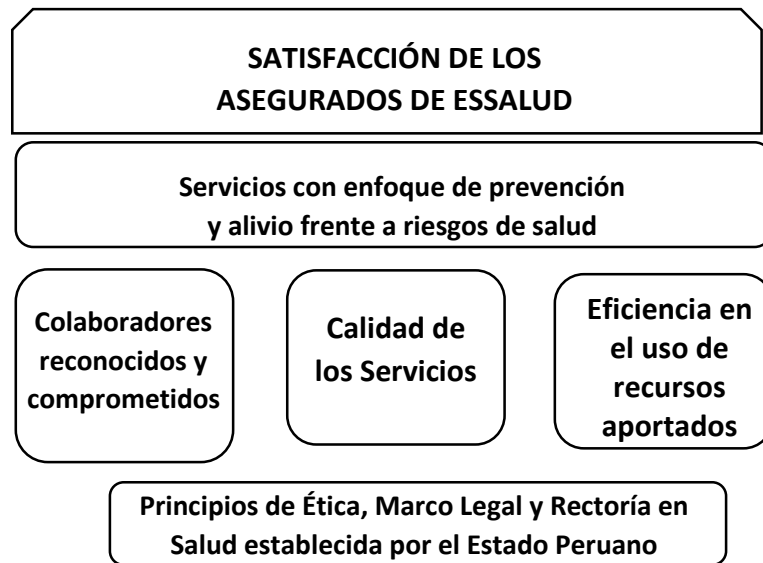 SATISFACCIÓN DE LOS
ASEGURADOS DE ESSALUD
Servicios con enfoque de prevención
y alivio frente a riesgos de salud
Colaboradores
reconocidos y
comprometidos
Calidad de
los Servicios
Eficiencia en
el uso de
recursos
aportados
Principios de Ética, Marco Legal y Rectoría en
Salud establecida por el Estado Peruano